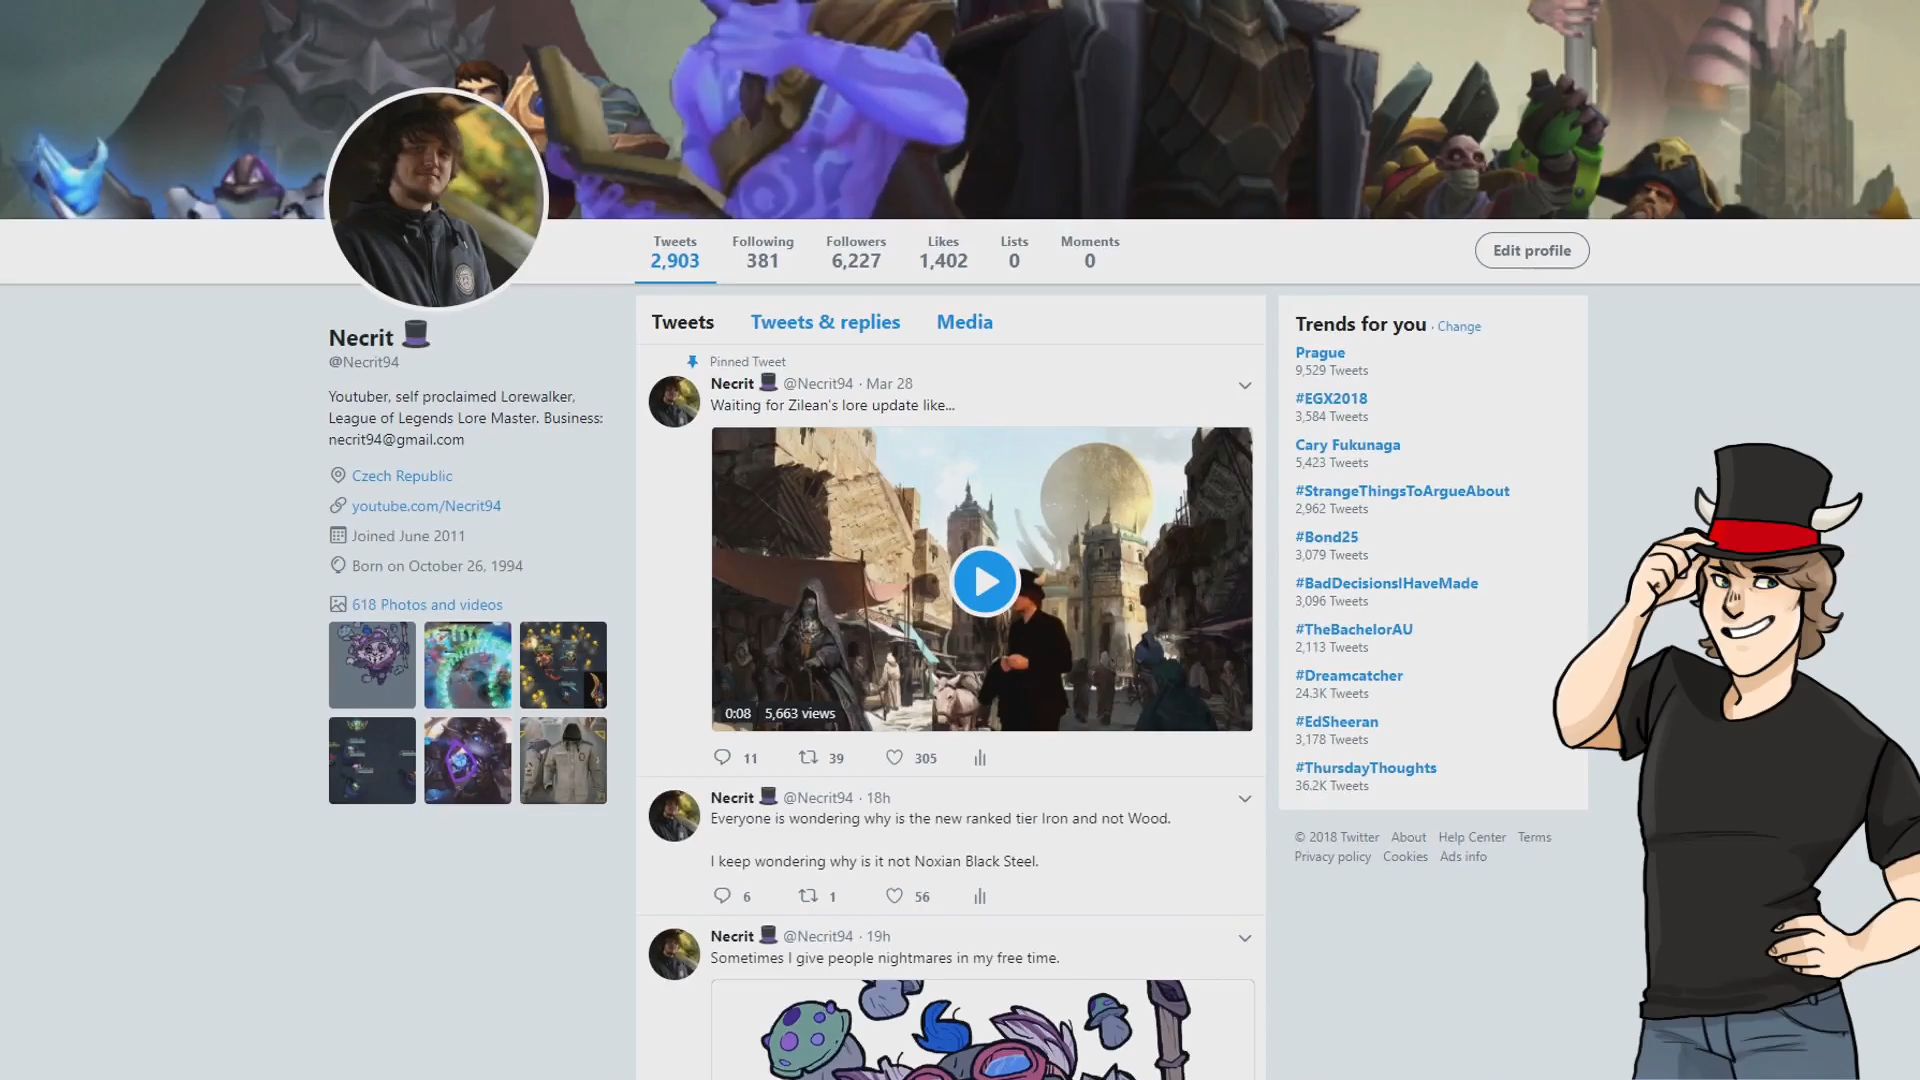 Tweets
2,903
Following
381
Followers
6,227
Likes
1,402
Lists
0
Moments
0
Edit profile
Necrit
@Necrit94
Youtuber, self proclaimed Lorewalker,
League of Legends Lore Master. Business:
necrit94@gmail.com
Czech Republic
youtube.com/Necrit94
Joined June 2011
Born on October 26, 1994
618 Photos and videos
Tweets Tweets & replies Media
Pinned Tweet
Necrit @Necrit94 · Mar 28
Waiting for Zilean's lore update like...
0:08 5,663 views
11 39 305
Necrit @Necrit94 · 18h
Everyone is wondering why is the new ranked tier Iron and not Wood.
I keep wondering why is it not Noxian Black Steel.
6 1 56
Necrit @Necrit94 · 19h
Sometimes I give people nightmares in my free time.
Trends for you · Change
Prague
9,529 Tweets
#EGX2018
3,584 Tweets
Cary Fukunaga
5,423 Tweets
#StrangeThingsToArgueAbout
2,962 Tweets
#Bond25
3,079 Tweets
#BadDecisionsIHaveMade
3,096 Tweets
#TheBachelorAU
2,113 Tweets
#Dreamcatcher
24.3K Tweets
#EdSheeran
3,178 Tweets
#ThursdayThoughts
36.2K Tweets
© 2018 Twitter About Help Center Terms
Privacy policy Cookies Ads info